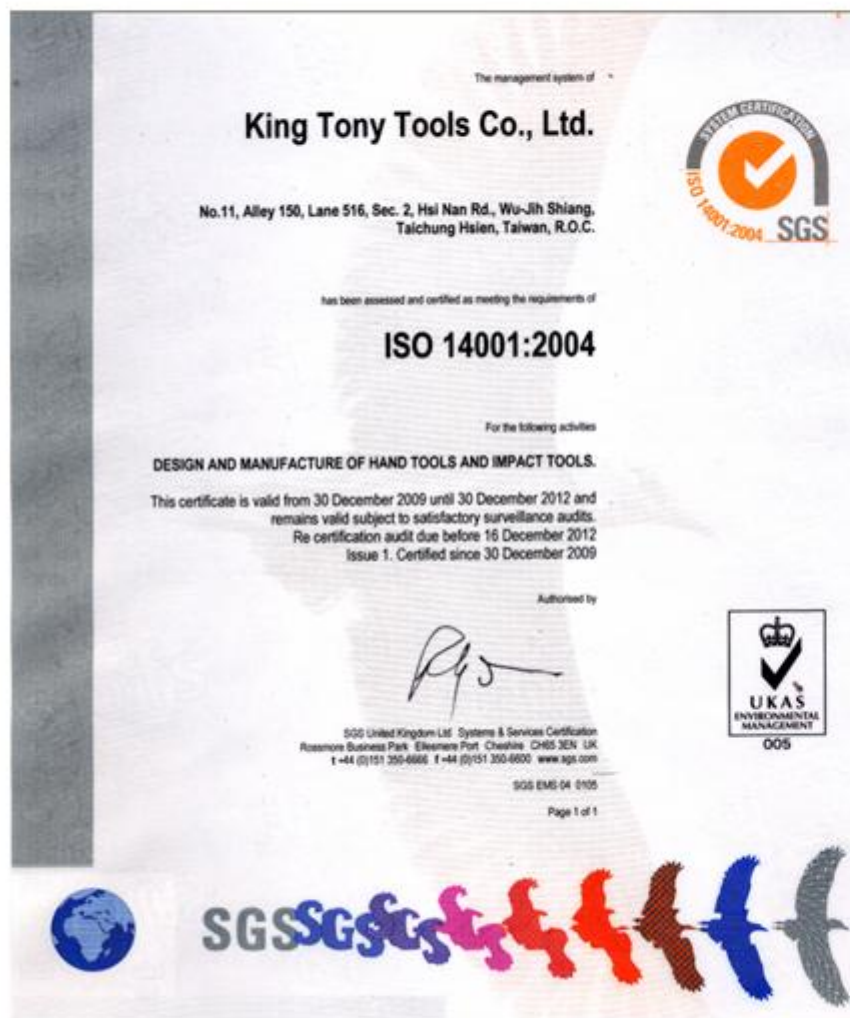 The management system of
King Tony Tools Co., Ltd.
No.11, Alley 150, Lane 516, Sec. 2, Hsi Nan Rd., Wu-Jih Shiang,
Taichung Hsien, Taiwan, R.O.C.
SYSTEM CERTIFICATION
ISO 14001:2004
SGS
has been assessed and certified as meeting the requirements of
ISO 14001:2004
For the following activities
DESIGN AND MANUFACTURE OF HAND TOOLS AND IMPACT TOOLS.
This certificate is valid from 30 December 2009 until 30 December 2012 and
remains valid subject to satisfactory surveillance audits.
Re certification audit due before 16 December 2012
Issue 1. Certified since 30 December 2009
Authorised by
SGS United Kingdom Ltd Systems & Services Certification
Rossmore Business Park Ellesmere Port Cheshire CH65 3EN UK
t +44 (0)151 350-6666 f +44 (0)151 350-6600 www.sgs.com
SGS EMS 04 0105
Page 1 of 1
UKAS
ENVIRONMENTAL
MANAGEMENT
005
SGSSGSSGS